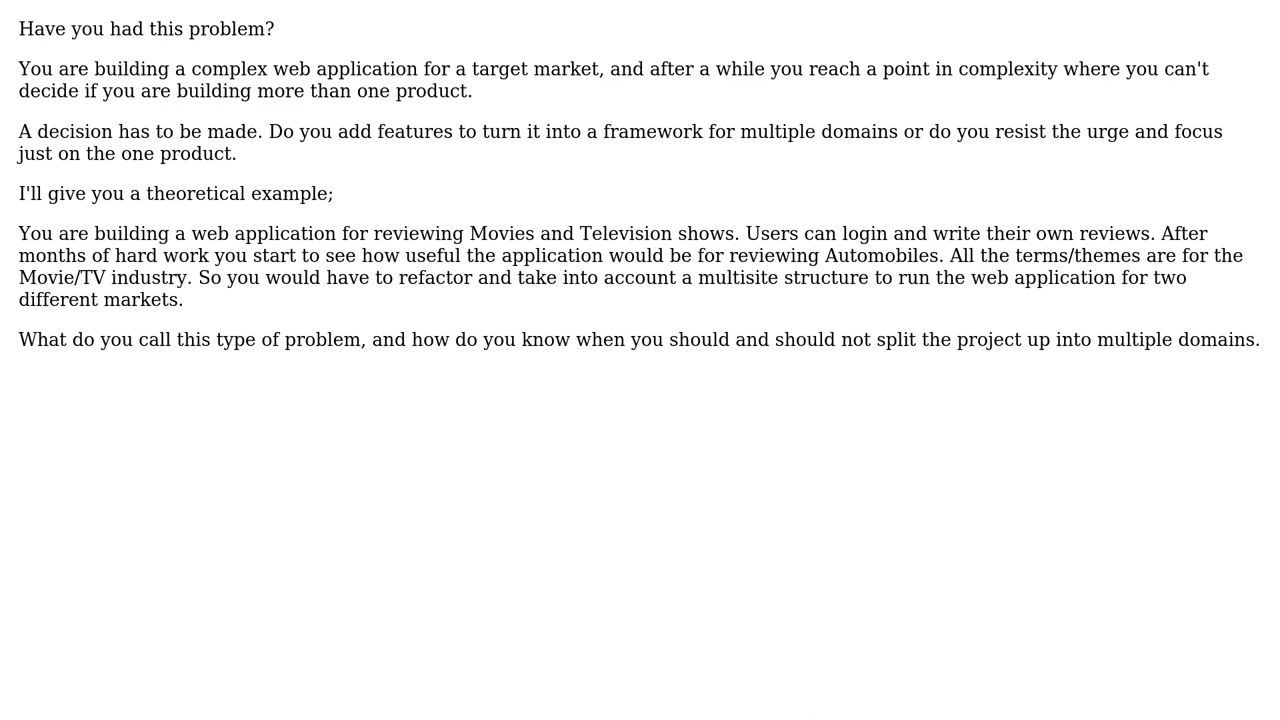 Have you had this problem?
You are building a complex web application for a target market, and after a while you reach a point in complexity where you can't
decide if you are building more than one product.
A decision has to be made. Do you add features to turn it into a framework for multiple domains or do you resist the urge and focus
just on the one product.
I'll give you a theoretical example;
You are building a web application for reviewing Movies and Television shows. Users can login and write their own reviews. After
months of hard work you start to see how useful the application would be for reviewing Automobiles. All the terms/themes are for the
Movie/TV industry. So you would have to refactor and take into account a multisite structure to run the web application for two
different markets.
What do you call this type of problem, and how do you know when you should and should not split the project up into multiple domains.